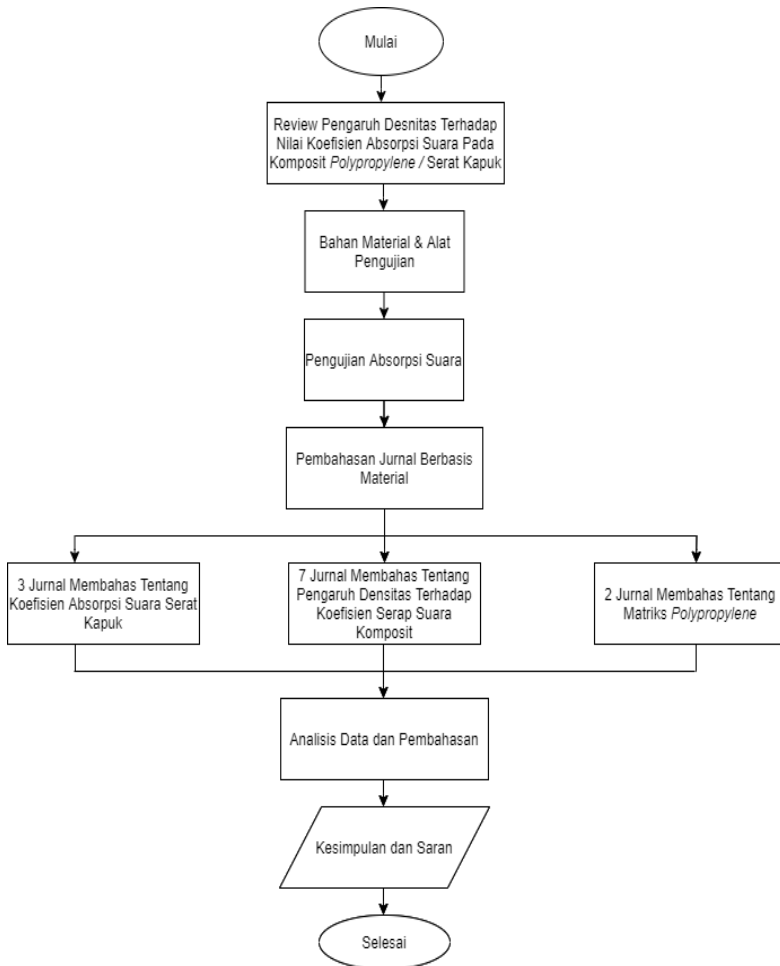 Mulai
Review Pengaruh Desnitas Terhadap
Nilai Koefisien Absorpsi Suara Pada
Komposit Polypropylene / Serat Kapuk
Bahan Material & Alat
Pengujian
Pengujian Absorpsi Suara
Pembahasan Jurnal Berbasis
Material
3 Jurnal Membahas Tentang
Koefisien Absorpsi Suara Serat
Kapuk
7 Jurnal Membahas Tentang
Pengaruh Densitas Terhadap
Koefisien Serap Suara
Komposit
2 Jurnal Membahas Tentang
Matriks Polypropylene
Analisis Data dan Pembahasan
Kesimpulan dan Saran
Selesai